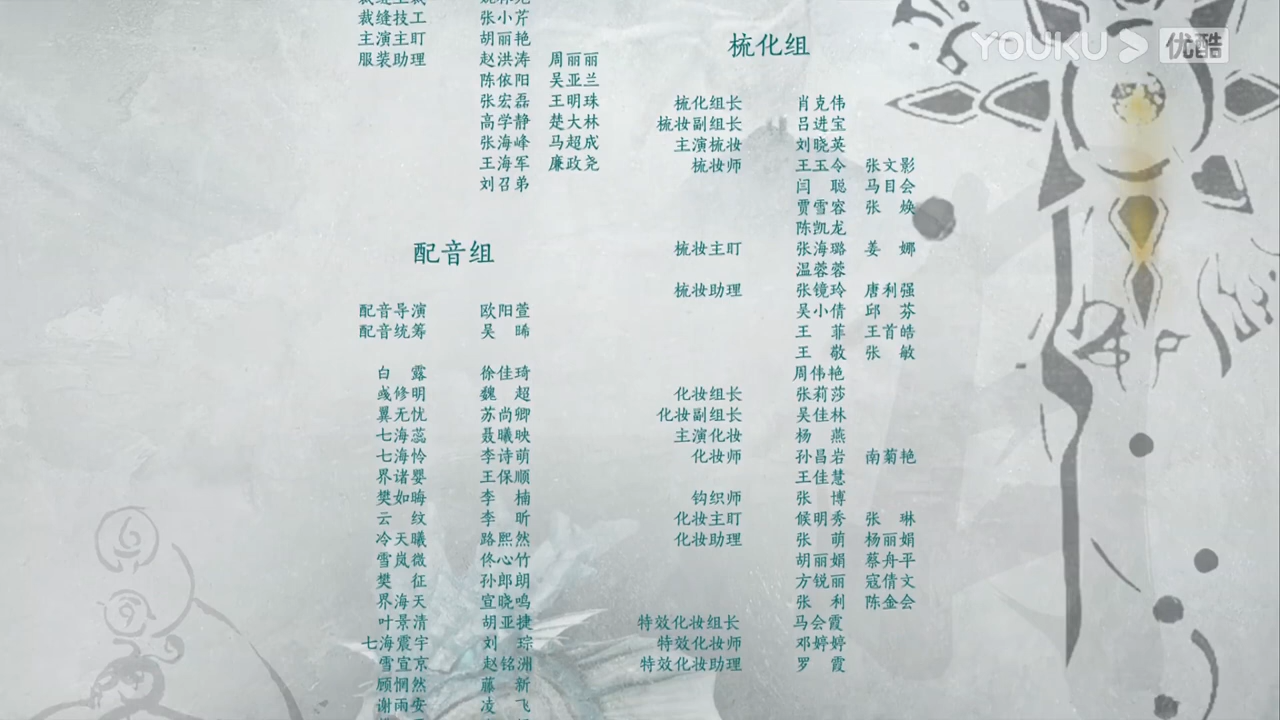 裁缝技工 张小芹
主演主盯 胡丽艳
服装助理 赵洪涛 周丽丽
陈依阳 吴亚兰
张宏磊 王明珠
高学静 楚大林
张海峰 马超成
王海军 廉政尧
刘召弟
配音组
配音导演 欧阳萱
配音统筹 吴 晞
白 露 徐佳琦
彧修明 魏 超
翼无忧 苏尚卿
七海蕊 聂曦映
七海怜 李诗萌
界诸婴 王保顺
樊如晦 李 楠
云 纹 李 昕
冷天曦 路熙然
雪岚微 佟心竹
樊 征 孙郎朗
界海天 宣晓鸣
叶景清 胡亚捷
七海震宇 刘 琮
雪宣京 赵铭洲
顾惘然 藤 新
谢雨安 凌 飞
YOUKU 优酷
梳化组
梳化组长 肖克伟
梳妆副组长 吕进宝
主演梳妆 刘晓英
梳妆师 王玉令 张文影
闫 聪 马目会
贾雪容 张 焕
陈凯龙
梳妆主盯 张海璐 姜 娜
温蓉蓉
梳妆助理 张镜玲 唐利强
吴小倩 邱 芬
王 菲 王首皓
王 敬 张 敏
周伟艳
化妆组长 张莉莎
化妆副组长 吴佳林
主演化妆 杨 燕
化妆师 孙昌岩 南菊艳
王佳慧
钩织师 张 博
化妆主盯 候明秀 张 琳
化妆助理 张 萌 杨丽娟
胡丽娟 蔡舟平
方锐丽 寇倩文
张 利 陈金会
特效化妆组长 马会霞
特效化妆师 邓婷婷
特效化妆助理 罗 霞